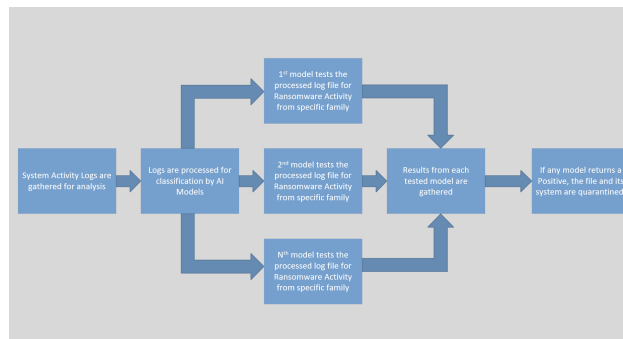 System Activity Logs are
gathered for analysis
Logs are processed for
classification by AI
Models
1st model tests the
processed log file for
Ransomware Activity
from specific family
2nd model tests the
processed log file for
Ransomware Activity
from specific family
Nth model tests the
processed log file for
Ransomware Activity
from specific family
Results from each
tested model are
gathered
If any model returns a
Positive, the file and its
system are quarantined